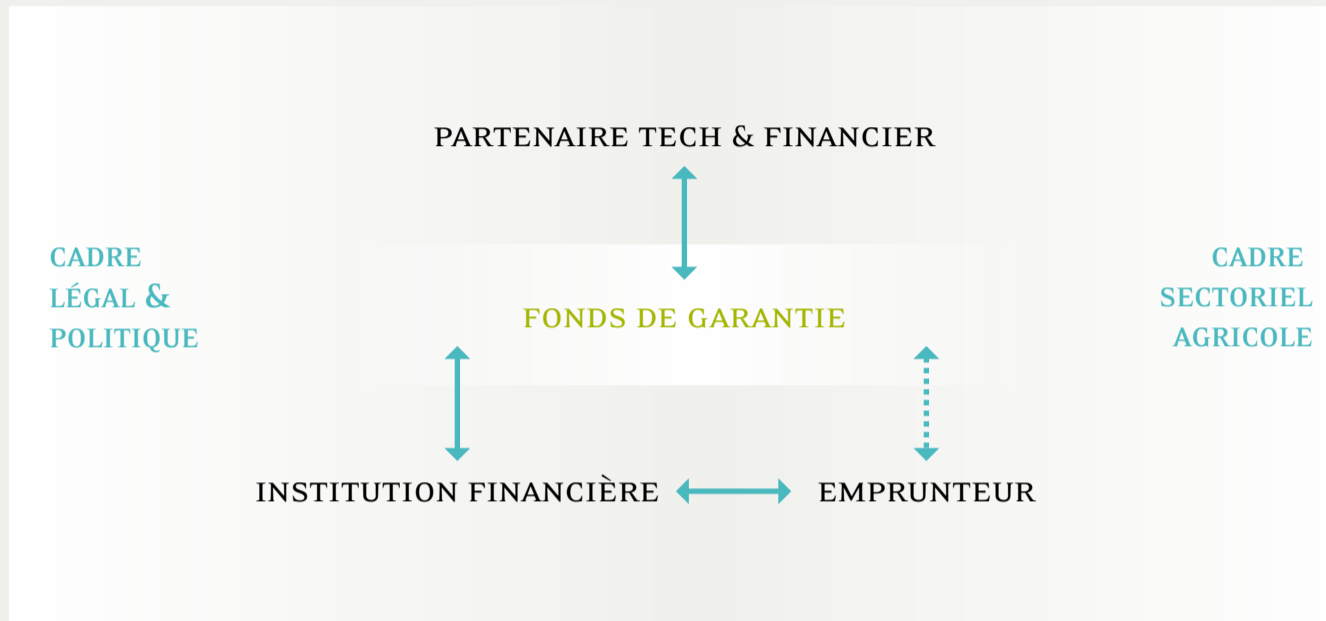 PARTENAIRE TECH & FINANCIER
CADRE
LÉGAL &
POLITIQUE
FONDS DE GARANTIE
CADRE
SECTORIEL
AGRICOLE
INSTITUTION FINANCIÈRE
EMPRUNTEUR